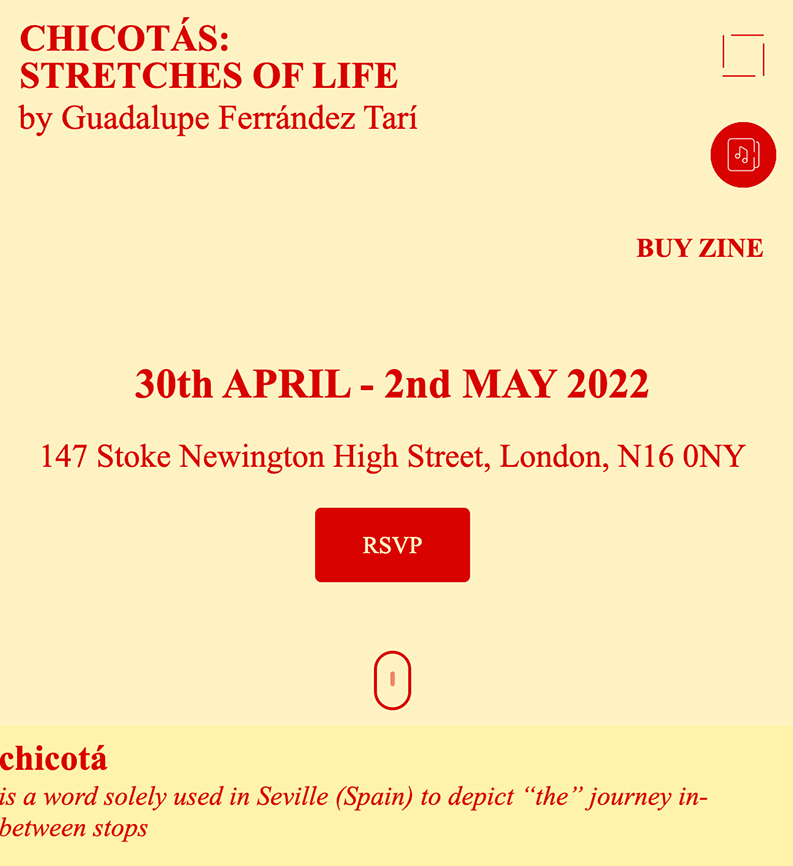 CHICOTÁS:
STRETCHES OF LIFE
by Guadalupe Ferrández Tarí
BUY ZINE
30th APRIL - 2nd MAY 2022
147 Stoke Newington High Street, London, N16 0NY
RSVP
chicotá
is a word solely used in Seville (Spain) to depict “the” journey in-
between stops